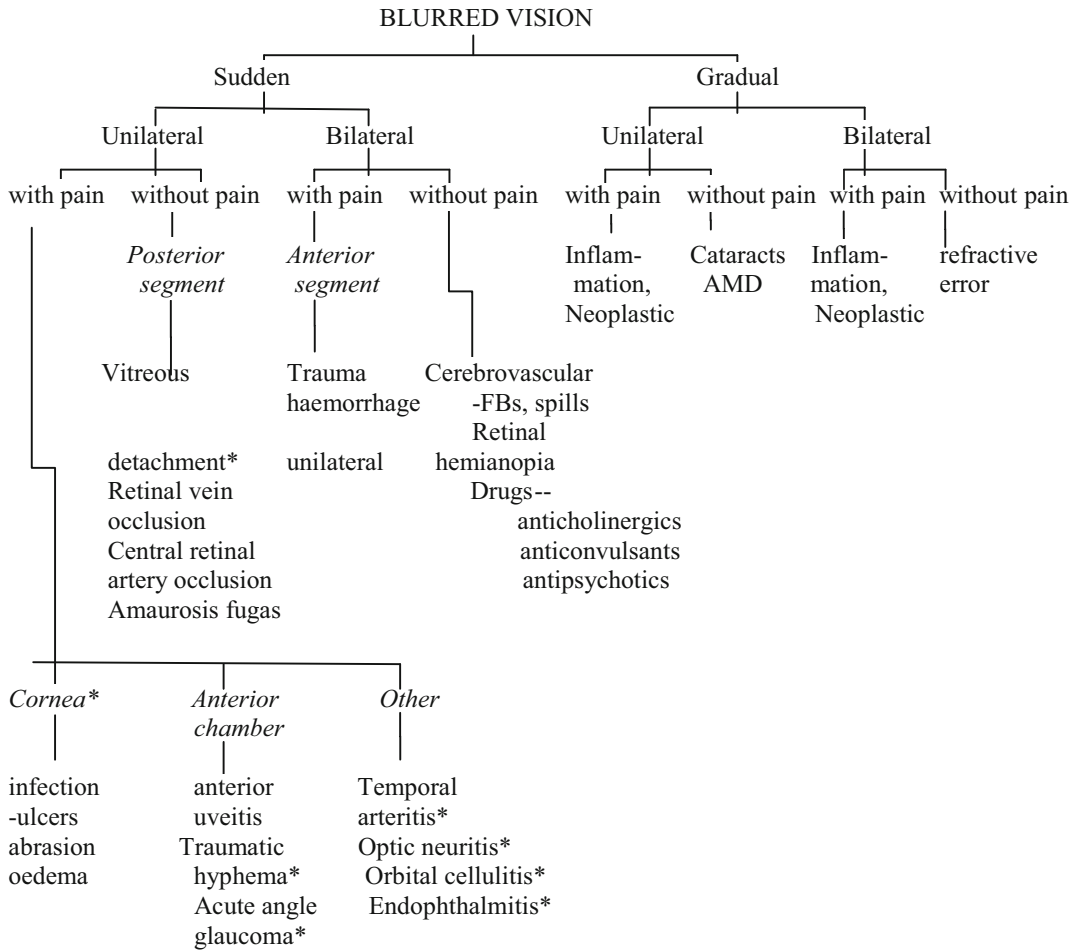 BLURRED VISION
Sudden Gradual
Unilateral Bilateral Unilateral Bilateral
with pain without pain with pain without pain with pain without pain with pain without pain
Posterior Anterior Inflam- Cataracts Inflam- refractive
segment segment mation, AMD mation, error
Neoplastic Neoplastic
Vitreous Trauma Cerebrovascular
haemorrhage -FBs, spills
Retinal
detachment* unilateral hemianopia
Retinal vein Drugs--
occlusion anticholinergics
Central retinal anticonvulsants
artery occlusion antipsychotics
Amaurosis fugas
Cornea* Anterior Other
chamber
infection anterior Temporal
-ulcers uveitis arteritis*
abrasion Traumatic Optic neuritis*
oedema hyphema* Orbital cellulitis*
Acute angle Endophthalmitis*
glaucoma*